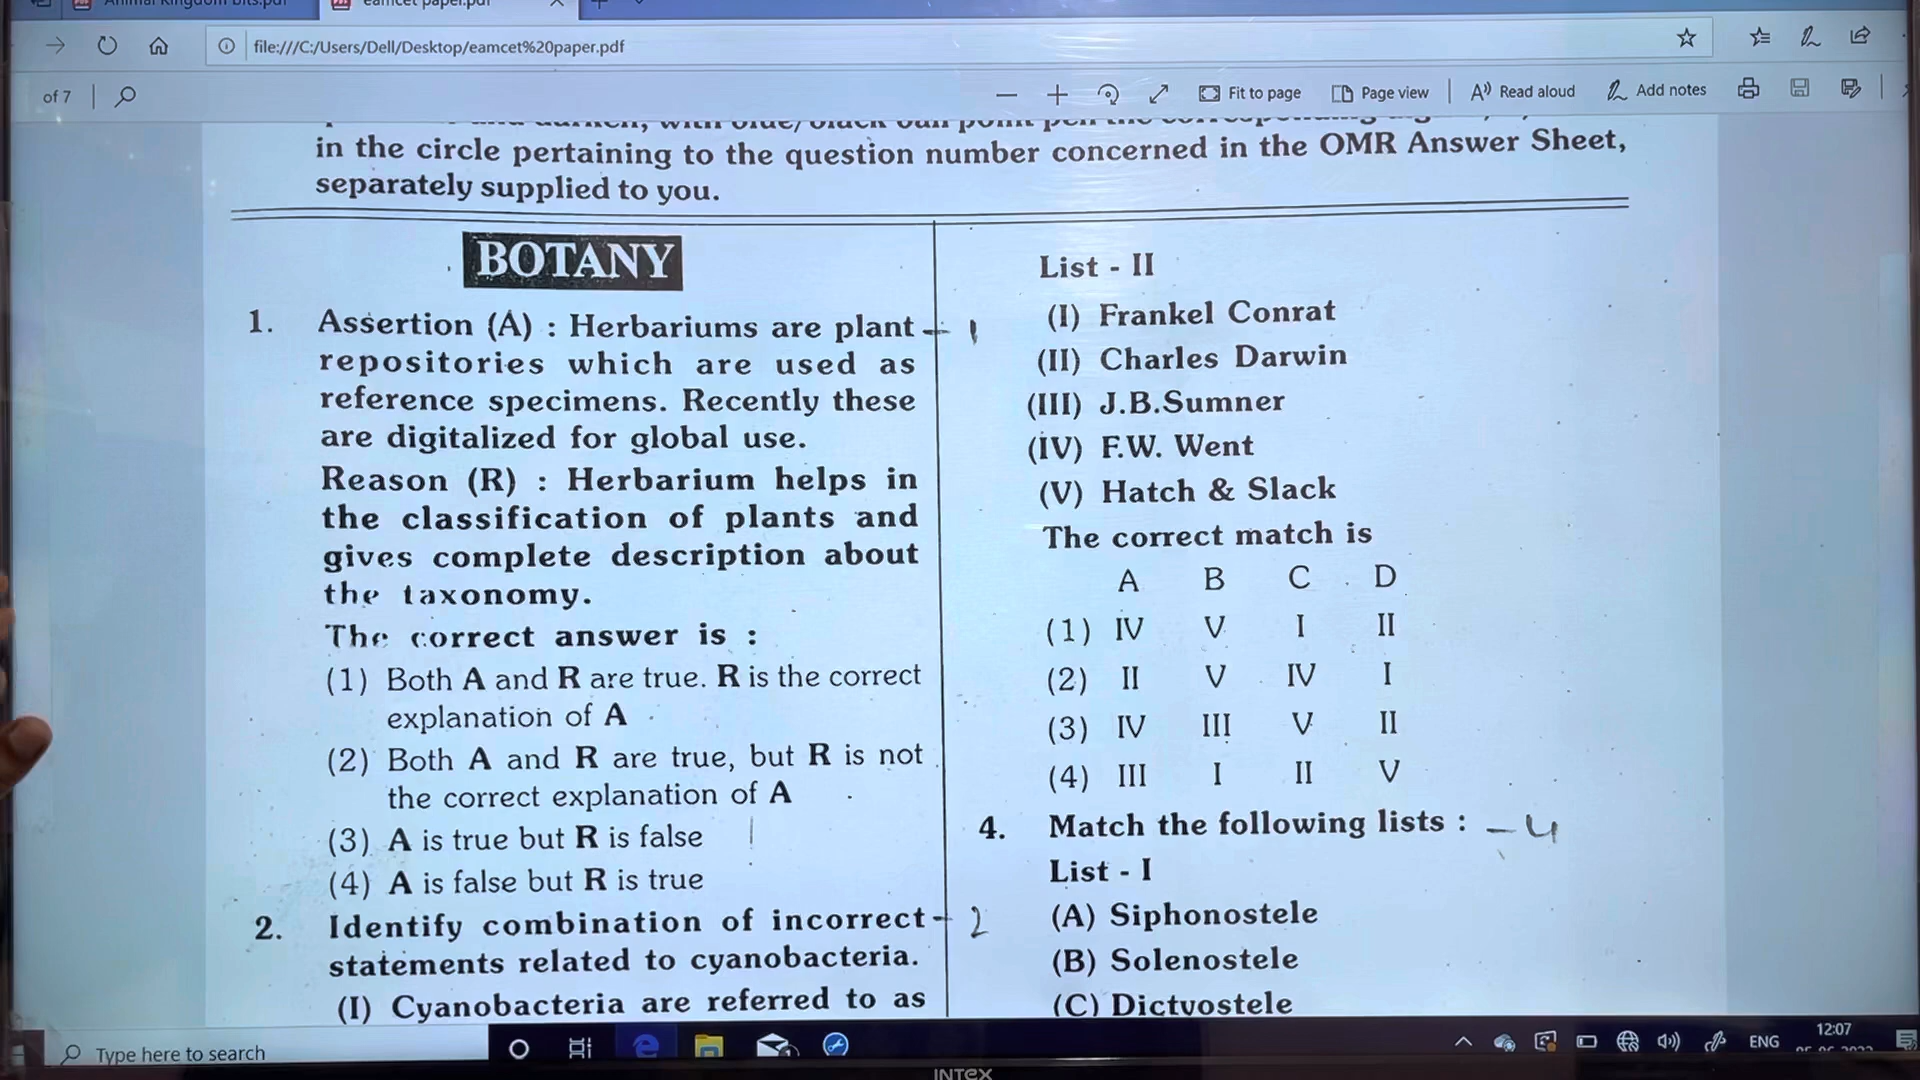 eamcet paper.pdf
file:///C:/Users/Dell/Desktop/eamcet%20paper.pdf
of 7
Fit to page
Page view
Read aloud
Add notes
in the circle pertaining to the question number concerned in the OMR Answer Sheet,
separately supplied to you.
BOTANY
1. Assertion (A) : Herbariums are plant - 1
repositories which are used as
reference specimens. Recently these
are digitalized for global use.
Reason (R) : Herbarium helps in
the classification of plants and
gives complete description about
the taxonomy.
The correct answer is :
(1) Both A and R are true. R is the correct
explanation of A
(2) Both A and R are true, but R is not
the correct explanation of A
(3) A is true but R is false
(4) A is false but R is true
2. Identify combination of incorrect - 2
statements related to cyanobacteria.
(I) Cyanobacteria are referred to as
List - II
(I) Frankel Conrat
(II) Charles Darwin
(III) J.B.Sumner
(IV) F.W. Went
(V) Hatch & Slack
The correct match is
A B C D
(1) IV V I II
(2) II V IV I
(3) IV III V II
(4) III I II V
4. Match the following lists : - 4
List - I
(A) Siphonostele
(B) Solenostele
(C) Dictyostele
Type here to search
ENG
12:07
INTEX